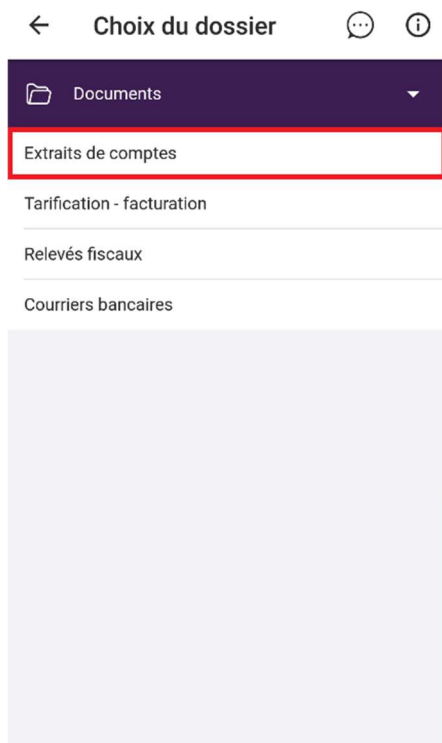 Choix du dossier
Documents
Extraits de comptes
Tarification - facturation
Relevés fiscaux
Courriers bancaires